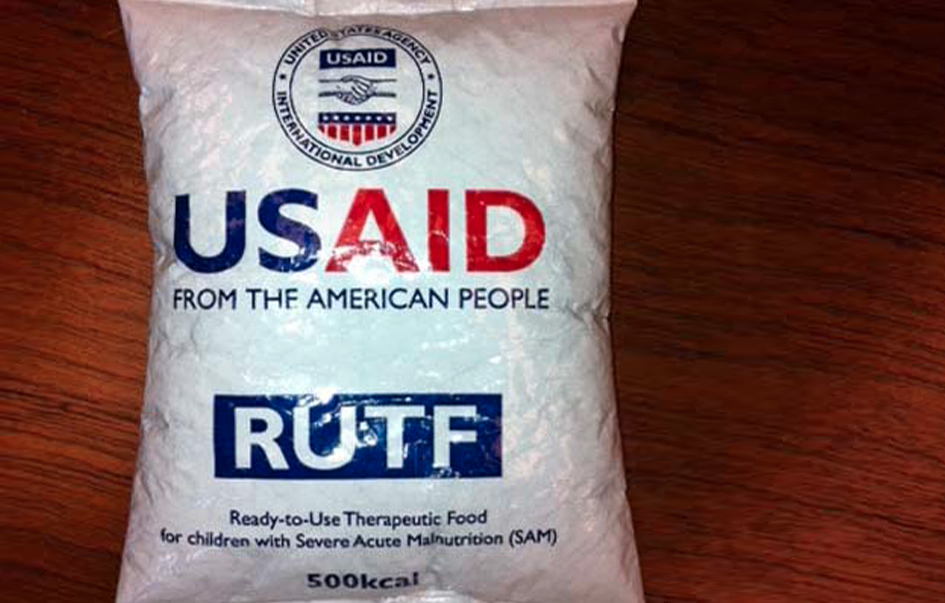 UNITED STATES AGENCY
USAID
INTERNATIONAL DEVELOPMENT
USAID
FROM THE AMERICAN PEOPLE
RUTF
Ready-to-Use Therapeutic Food
for children with Severe Acute Malnutrition (SAM)
500kcal